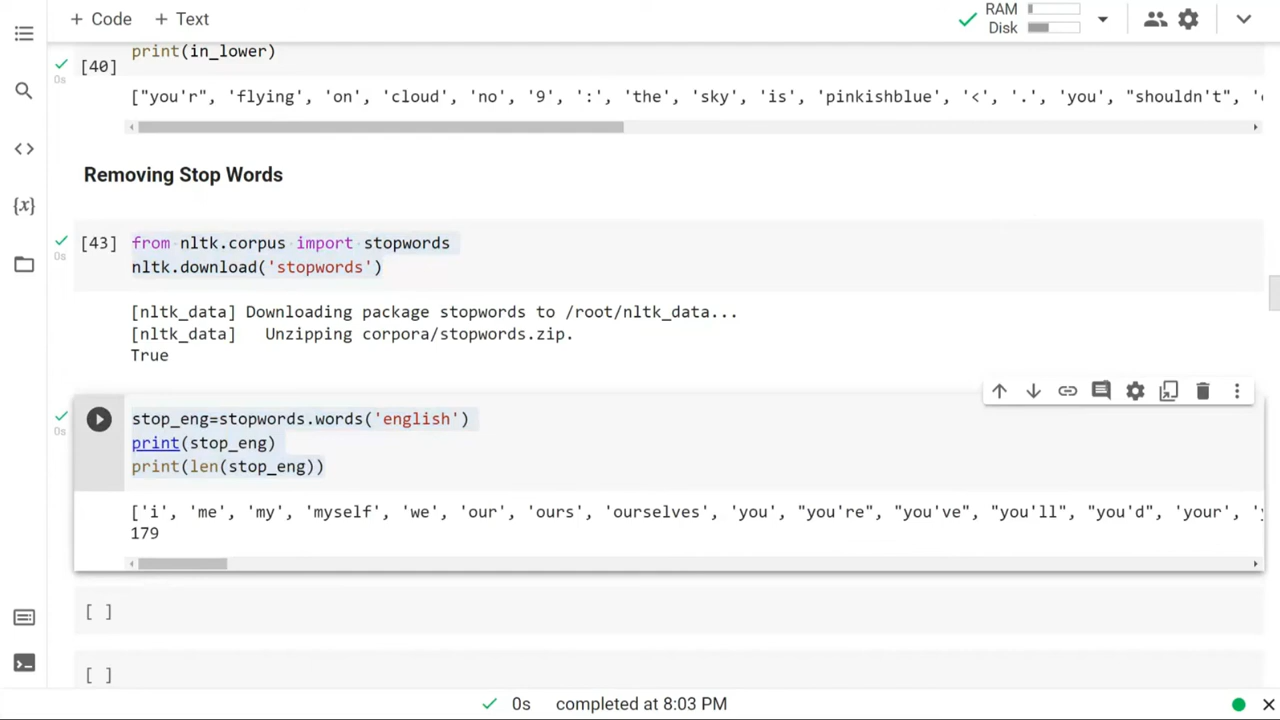 + Code + Text
RAM
Disk
print(in_lower)
[40]
0s
["you'r", 'flying', 'on', 'cloud', 'no', '9', ':', 'the', 'sky', 'is', 'pinkishblue', '<', '.', 'you', "shouldn't", '
Removing Stop Words
[43] from nltk.corpus import stopwords
0s
nltk.download('stopwords')
[nltk_data] Downloading package stopwords to /root/nltk_data...
[nltk_data]   Unzipping corpora/stopwords.zip.
True
stop_eng=stopwords.words('english')
0s
print(stop_eng)
print(len(stop_eng))
['i', 'me', 'my', 'myself', 'we', 'our', 'ours', 'ourselves', 'you', "you're", "you've", "you'll", "you'd", 'your', '
179
[ ]
[ ]
0s completed at 8:03 PM